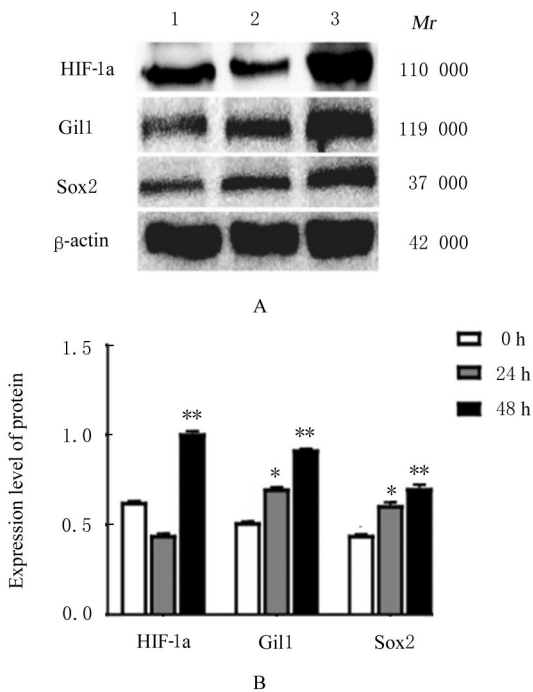 1 2 3 Mr
HIF-1a 110 000
Gil1 119 000
Sox2 37 000
β-actin 42 000
A
1.5
1.0
0.5
0.0
Expression level of protein
0 h
24 h
48 h
**
* **
* **
HIF-1a Gil1 Sox2
B